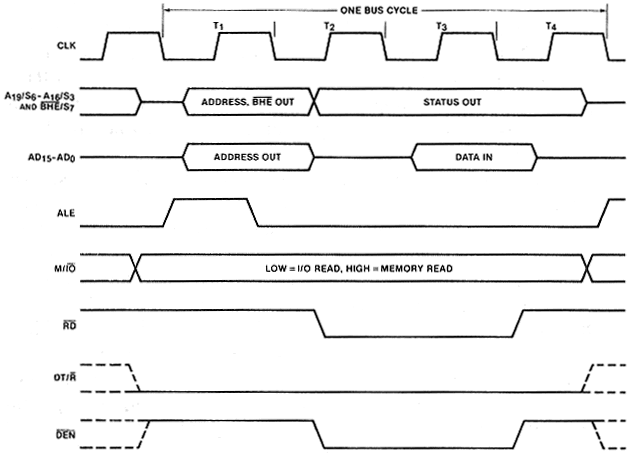 ONE BUS CYCLE
T1 T2 T3 T4
CLK
A19/S6-A16/S3
AND BHE/S7
ADDRESS, BHE OUT
STATUS OUT
AD15-AD0
ADDRESS OUT
DATA IN
ALE
M/IO
LOW = I/O READ, HIGH = MEMORY READ
RD
DT/R
DEN